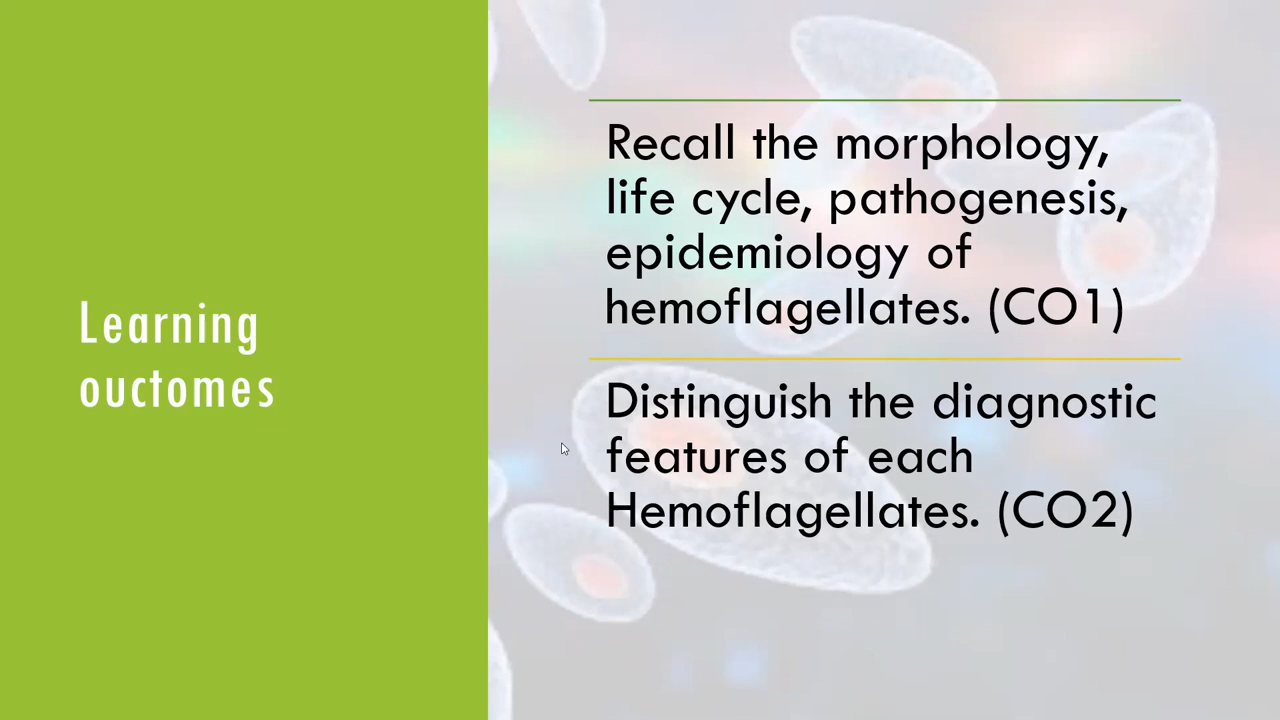 Learning
ouctomes
Recall the morphology,
life cycle, pathogenesis,
epidemiology of
hemoflagellates. (CO1)
Distinguish the diagnostic
features of each
Hemoflagellates. (CO2)